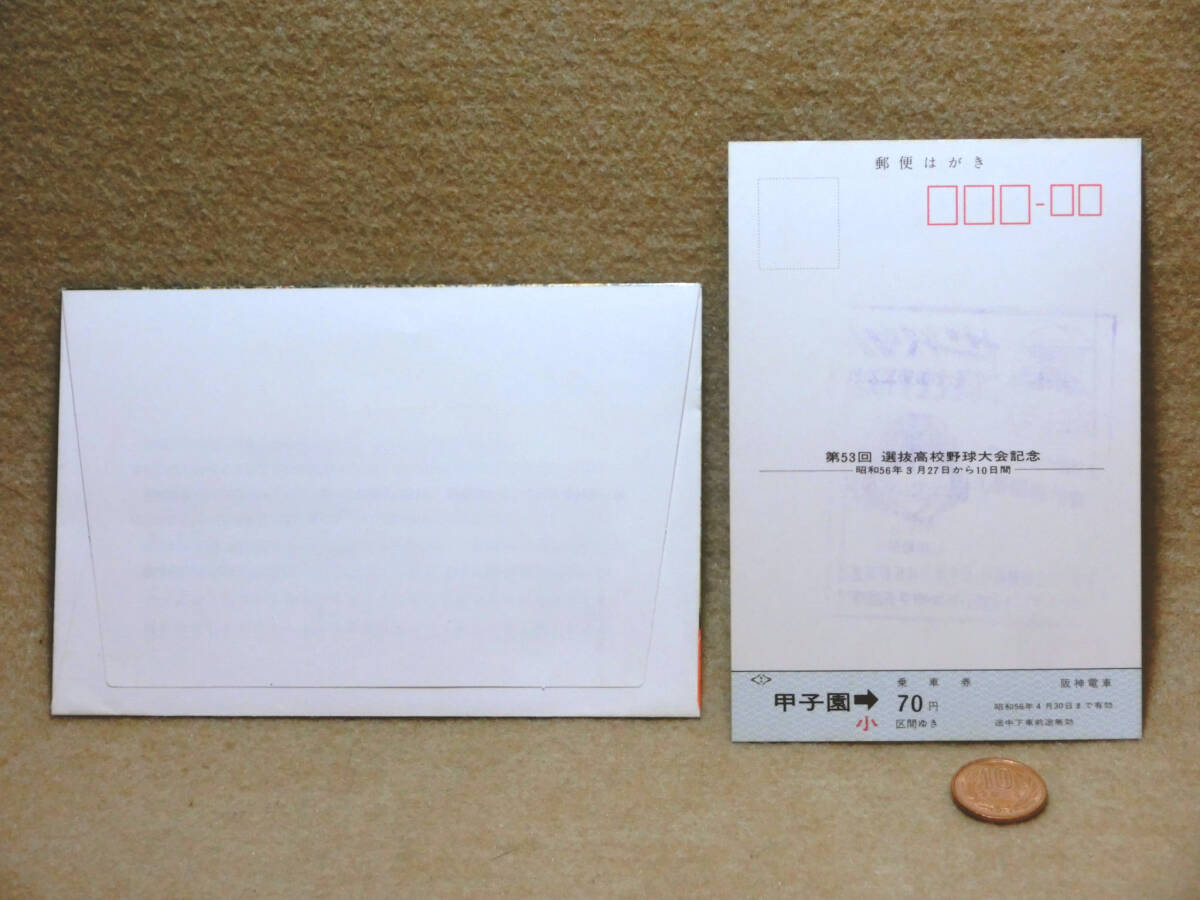 郵便はがき
第53回 選抜高校野球大会記念
昭和56年3月27日から10日間
乗車券 阪神電車
甲子園➡ 70円 昭和56年4月30日まで有効
小 区間ゆき 途中下車前途無効
10